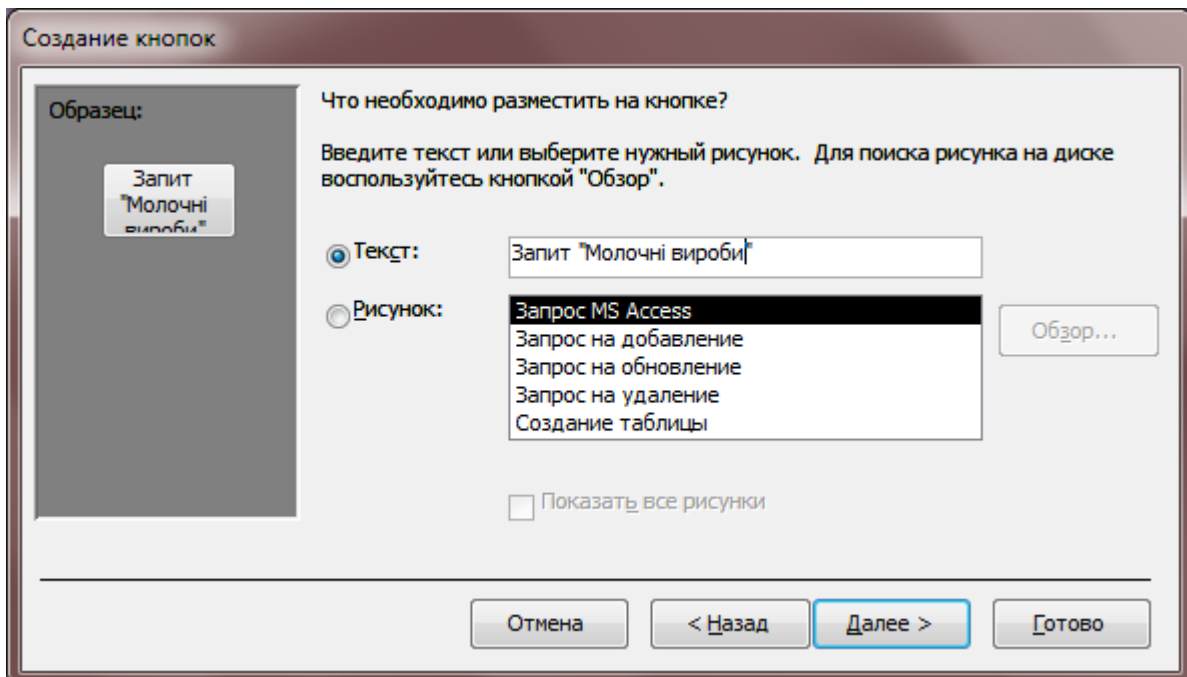 Создание кнопок
Образец:
Запит
"Молочні
вироби"
Что необходимо разместить на кнопке?
Введите текст или выберите нужный рисунок. Для поиска рисунка на диске
воспользуйтесь кнопкой "Обзор".
Текст:
Запит "Молочні вироби"
Рисунок:
Запрос MS Access
Запрос на добавление
Запрос на обновление
Запрос на удаление
Создание таблицы
Обзор...
Показать все рисунки
Отмена
< Назад
Далее >
Готово